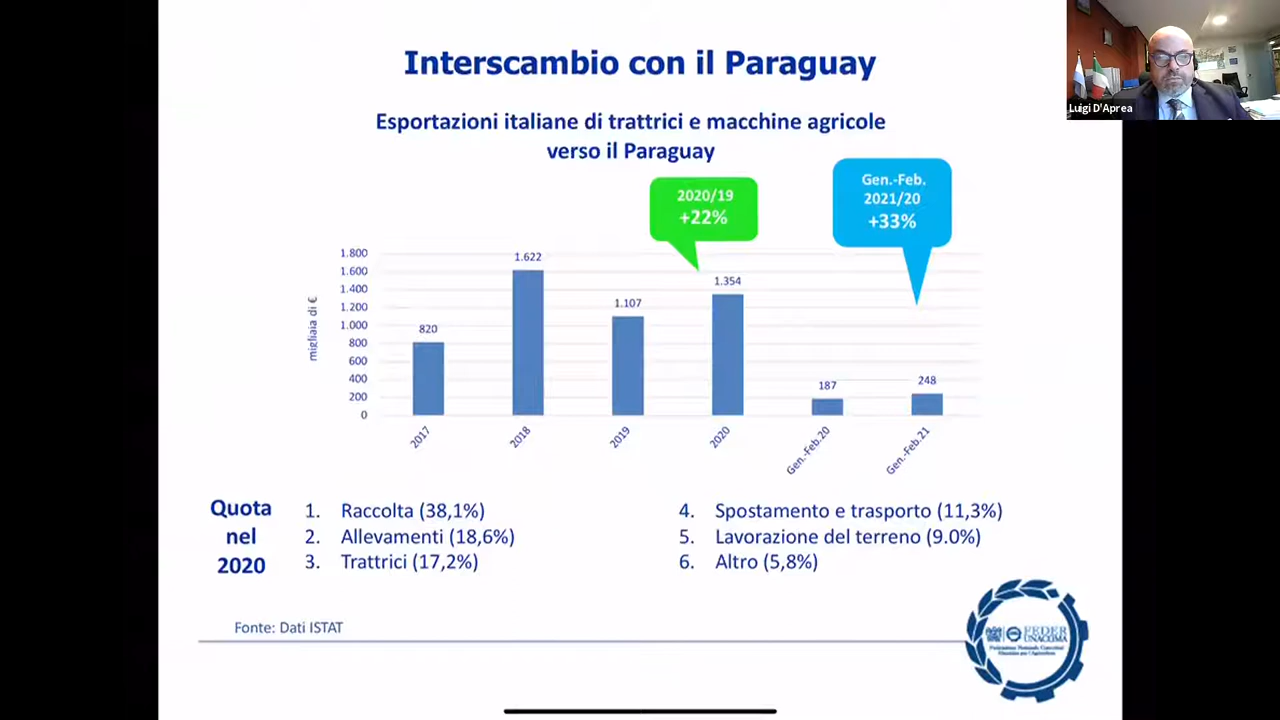 Interscambio con il Paraguay
Luigi D'Aprea
Esportazioni italiane di trattrici e macchine agricole
verso il Paraguay
2020/19
+22%
Gen.-Feb.
2021/20
+33%
migliaia di €
1.800
1.600
1.400
1.200
1.000
800
600
400
200
0
820
1.622
1.107
1.354
187
248
2017
2018
2019
2020
Gen.-Feb.20
Gen.-Feb.21
Quota
nel
2020
1. Raccolta (38,1%)
2. Allevamenti (18,6%)
3. Trattrici (17,2%)
4. Spostamento e trasporto (11,3%)
5. Lavorazione del terreno (9.0%)
6. Altro (5,8%)
Fonte: Dati ISTAT
FEDER
UNACOMA